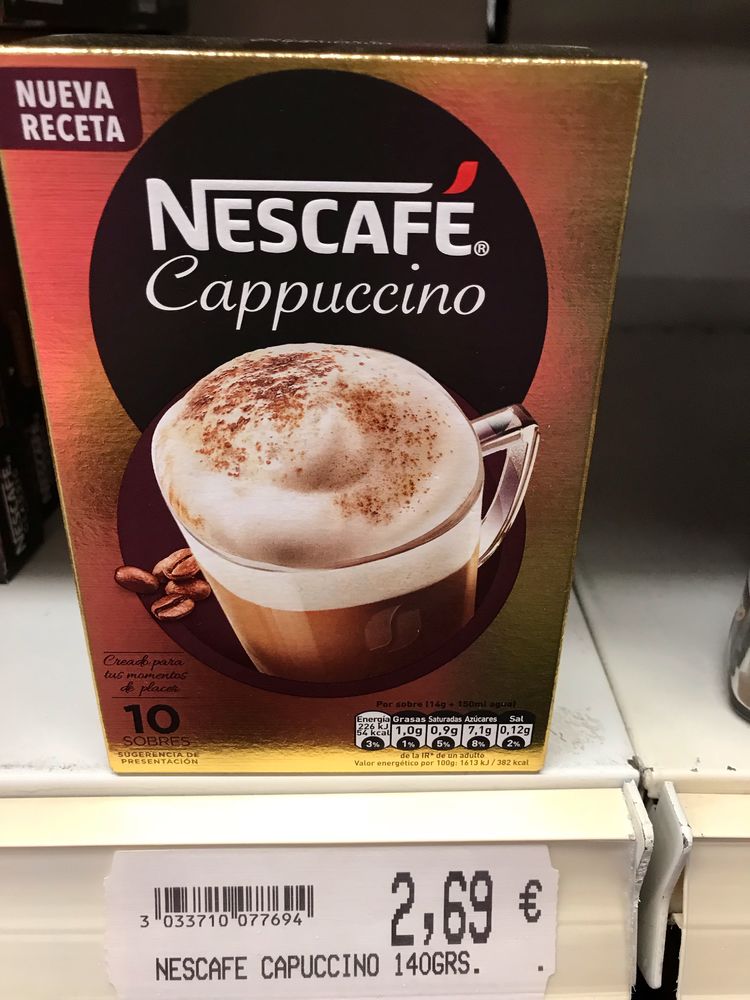 NUEVA
RECETA
NESCAFÉ®
Cappuccino
Creado para
tus momentos
de placer
10
SOBRES
SUGERENCIA DE
PRESENTACIÓN
Por sobre (14g + 150ml agua)
Energía Grasas Saturadas Azúcares Sal
226 kJ
54 kcal 1,0g 0,9g 7,1g 0,12g
3% 1% 5% 8% 2%
de la IR* de un adulto
Valor energético por 100g: 1613 kJ / 382 kcal
2,69 €
3 033710 077694
NESCAFE CAPUCCINO 140GRS. .
NESCAFÉ